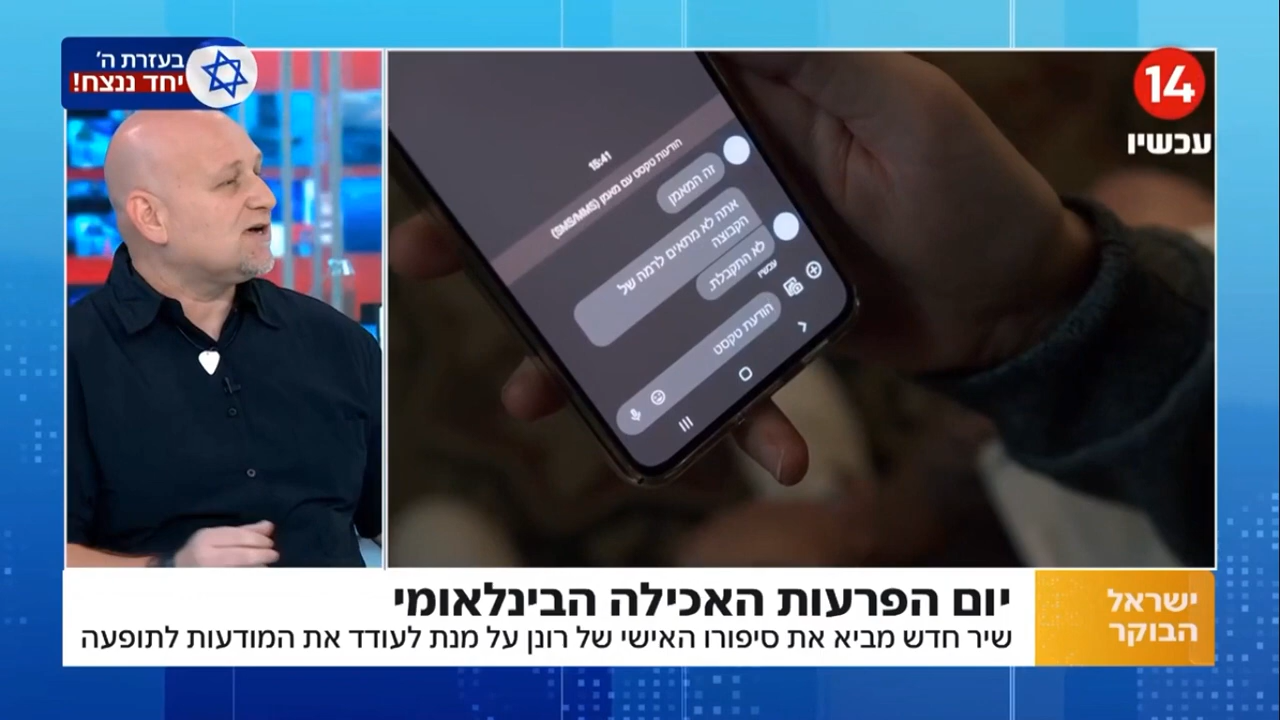 בעזרת ה'
יחד ננצח!
14
עכשיו
15:41
הודעות טקסט עם מאמן (SMS/MMS)
זה המאמן
אתה לא מתאים לרמה של
הקבוצה
לא התקבלת
עכשיו
הודעת טקסט
ישראל
הבוקר
יום הפרעות האכילה הבינלאומי
שיר חדש מביא את סיפורו האישי של רונן על מנת לעודד את המודעות לתופעה